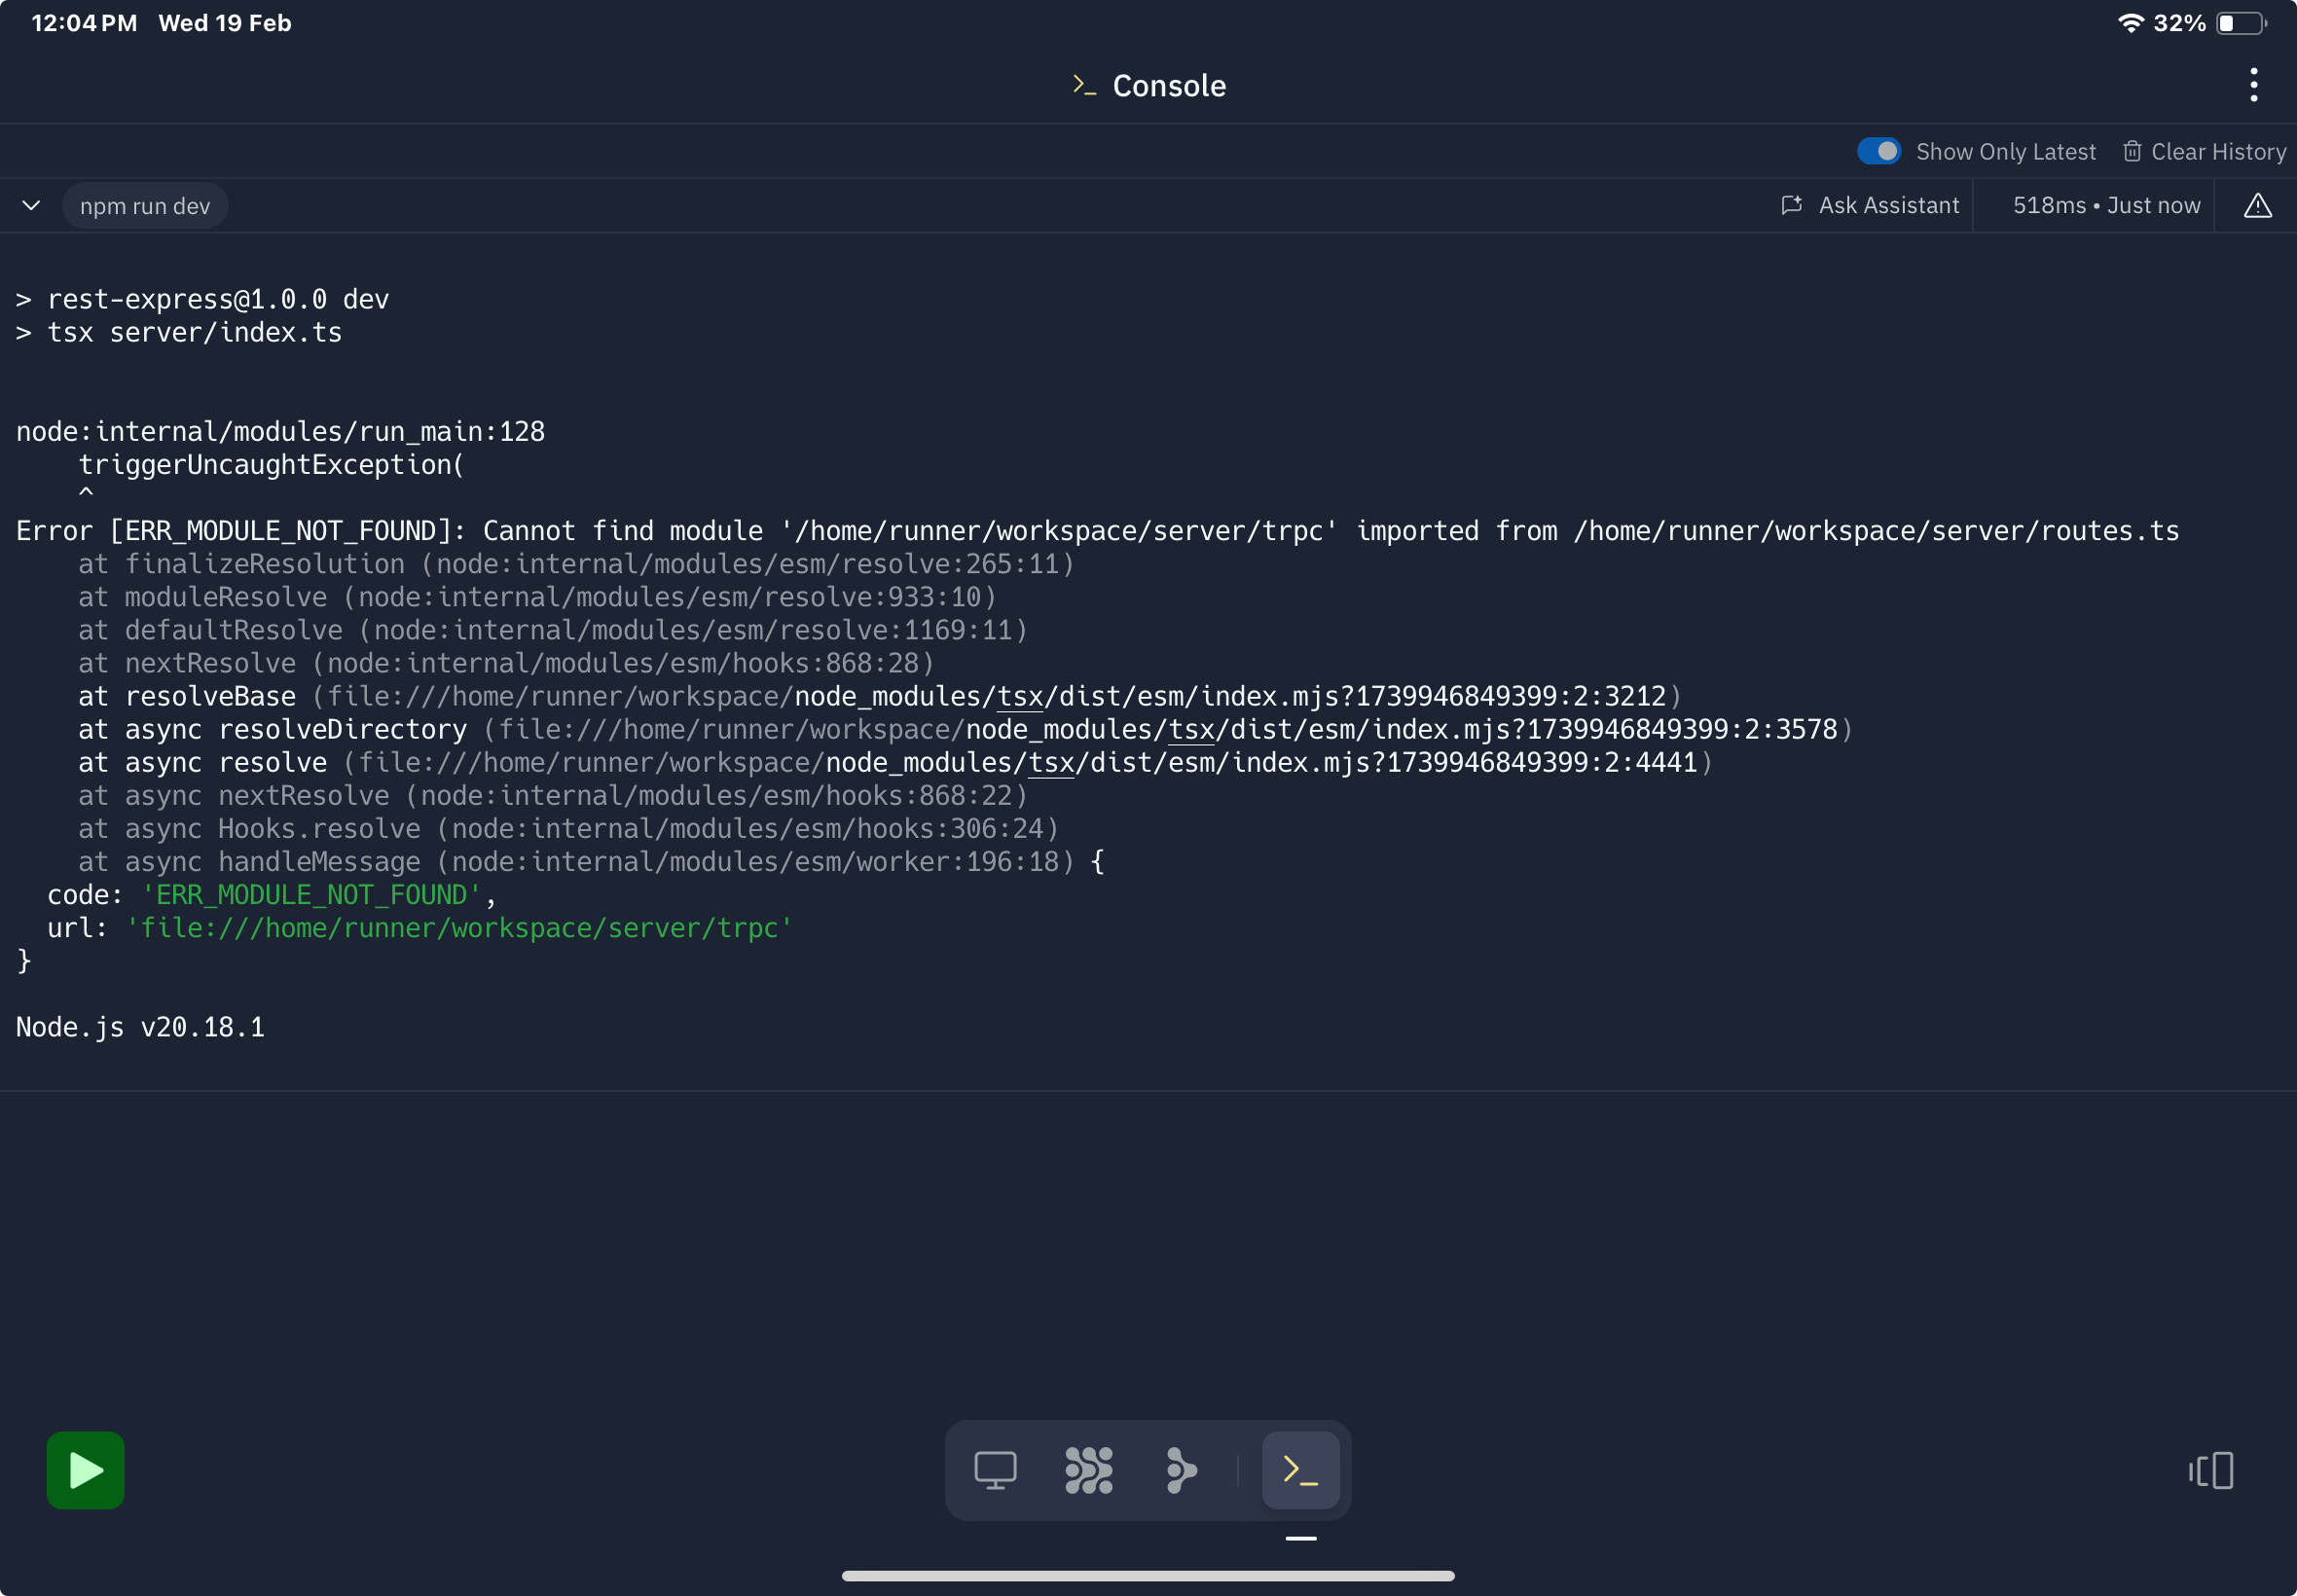 12:04 PM Wed 19 Feb
32%
>_ Console
Show Only Latest Clear History
npm run dev
Ask Assistant 518ms • Just now
> rest-express@1.0.0 dev
> tsx server/index.ts
node:internal/modules/run_main:128
    triggerUncaughtException(
    ^
Error [ERR_MODULE_NOT_FOUND]: Cannot find module '/home/runner/workspace/server/trpc' imported from /home/runner/workspace/server/routes.ts
    at finalizeResolution (node:internal/modules/esm/resolve:265:11)
    at moduleResolve (node:internal/modules/esm/resolve:933:10)
    at defaultResolve (node:internal/modules/esm/resolve:1169:11)
    at nextResolve (node:internal/modules/esm/hooks:868:28)
    at resolveBase (file:///home/runner/workspace/node_modules/tsx/dist/esm/index.mjs?1739946849399:2:3212)
    at async resolveDirectory (file:///home/runner/workspace/node_modules/tsx/dist/esm/index.mjs?1739946849399:2:3578)
    at async resolve (file:///home/runner/workspace/node_modules/tsx/dist/esm/index.mjs?1739946849399:2:4441)
    at async nextResolve (node:internal/modules/esm/hooks:868:22)
    at async Hooks.resolve (node:internal/modules/esm/hooks:306:24)
    at async handleMessage (node:internal/modules/esm/worker:196:18) {
  code: 'ERR_MODULE_NOT_FOUND',
  url: 'file:///home/runner/workspace/server/trpc'
}
Node.js v20.18.1